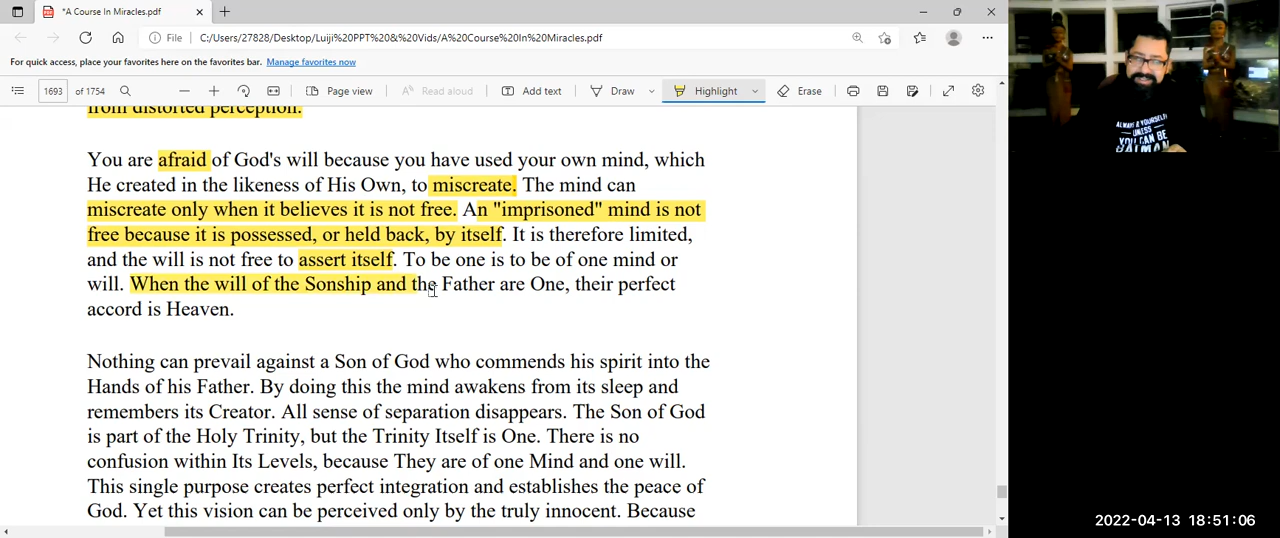 *A Course In Miracles.pdf
File C:/Users/27828/Desktop/Luiji%20PPT%20&%20Vids/A%20Course%20In%20Miracles.pdf
For quick access, place your favorites here on the favorites bar. Manage favorites now
1693 of 1754 Page view Read aloud Add text Draw Highlight Erase
from distorted perception.
You are afraid of God's will because you have used your own mind, which
He created in the likeness of His Own, to miscreate. The mind can
miscreate only when it believes it is not free. An "imprisoned" mind is not
free because it is possessed, or held back, by itself. It is therefore limited,
and the will is not free to assert itself. To be one is to be of one mind or
will. When the will of the Sonship and the Father are One, their perfect
accord is Heaven.
Nothing can prevail against a Son of God who commends his spirit into the
Hands of his Father. By doing this the mind awakens from its sleep and
remembers its Creator. All sense of separation disappears. The Son of God
is part of the Holy Trinity, but the Trinity Itself is One. There is no
confusion within Its Levels, because They are of one Mind and one will.
This single purpose creates perfect integration and establishes the peace of
God. Yet this vision can be perceived only by the truly innocent. Because
ALWAYS BE YOURSELF
UNLESS
YOU CAN BE
BATMAN
2022-04-13 18:51:06